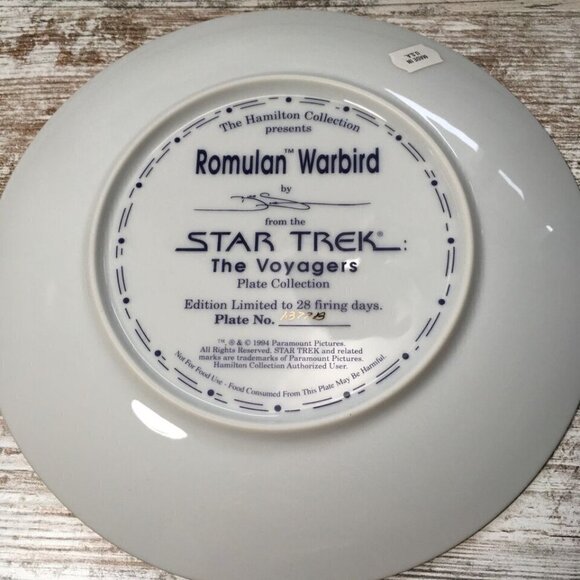 MADE IN
U.S.A.
The Hamilton Collection
presents
Romulan™ Warbird
by
from the
STAR TREK®:
The Voyagers
Plate Collection
Edition Limited to 28 firing days.
Plate No.
™, ® & © 1994 Paramount Pictures.
All Rights Reserved. STAR TREK and related
marks are trademarks of Paramount Pictures.
Hamilton Collection Authorized User.
Not For Food Use - Food Consumed From This Plate May Be Harmful.